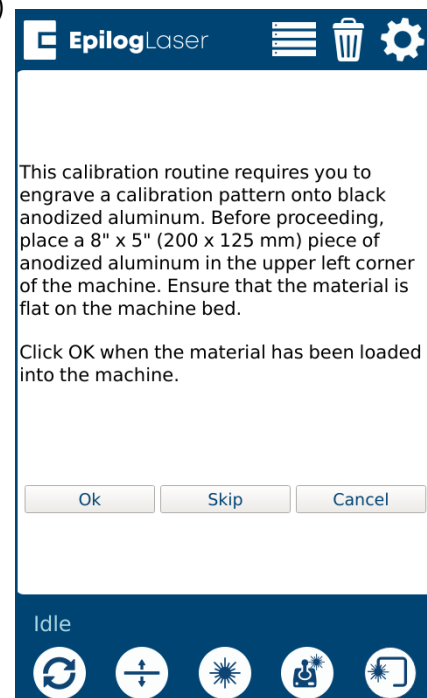 )
EpilogLaser
This calibration routine requires you to
engrave a calibration pattern onto black
anodized aluminum. Before proceeding,
place a 8" x 5" (200 x 125 mm) piece of
anodized aluminum in the upper left corner
of the machine. Ensure that the material is
flat on the machine bed.
Click OK when the material has been loaded
into the machine.
Ok Skip Cancel
Idle